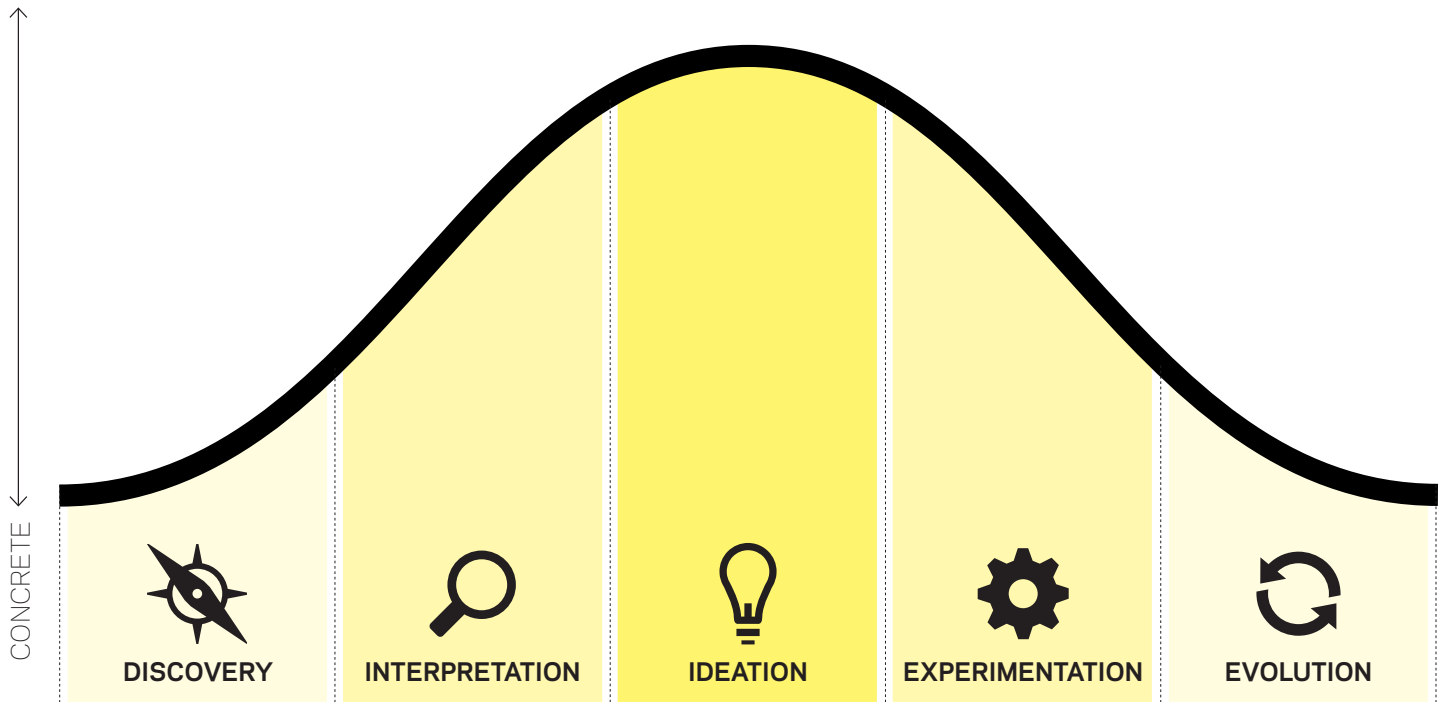 CONCRETE
DISCOVERY
INTERPRETATION
IDEATION
EXPERIMENTATION
EVOLUTION